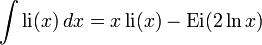 ∫ li(x) dx = x li(x) − Ei(2 ln x)